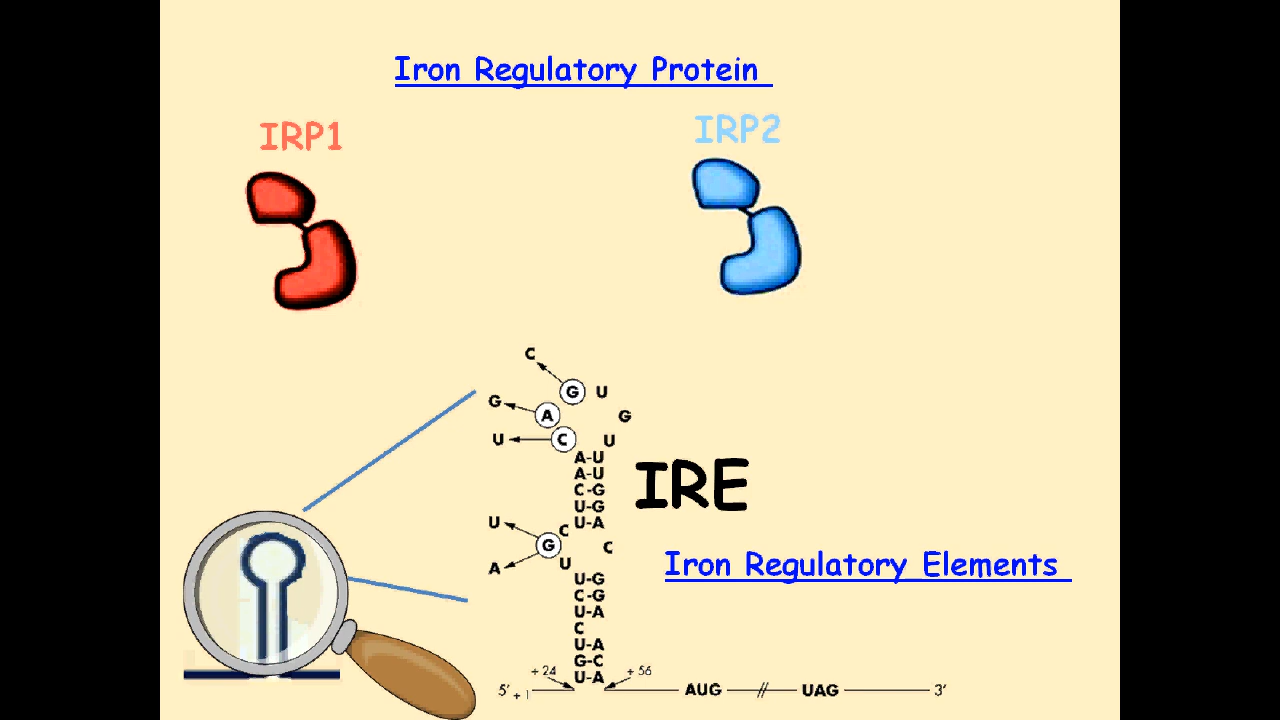 Iron Regulatory Protein
IRP1
IRP2
C
G U
G
A
G
U
C
U
A-U
A-U
C-G
U-G
U-A
IRE
U
C
G
C
A
U
Iron Regulatory Elements
U-G
C-G
U-A
C
U-A
G-C
U-A
+24
+56
5' +1
AUG
UAG
3'